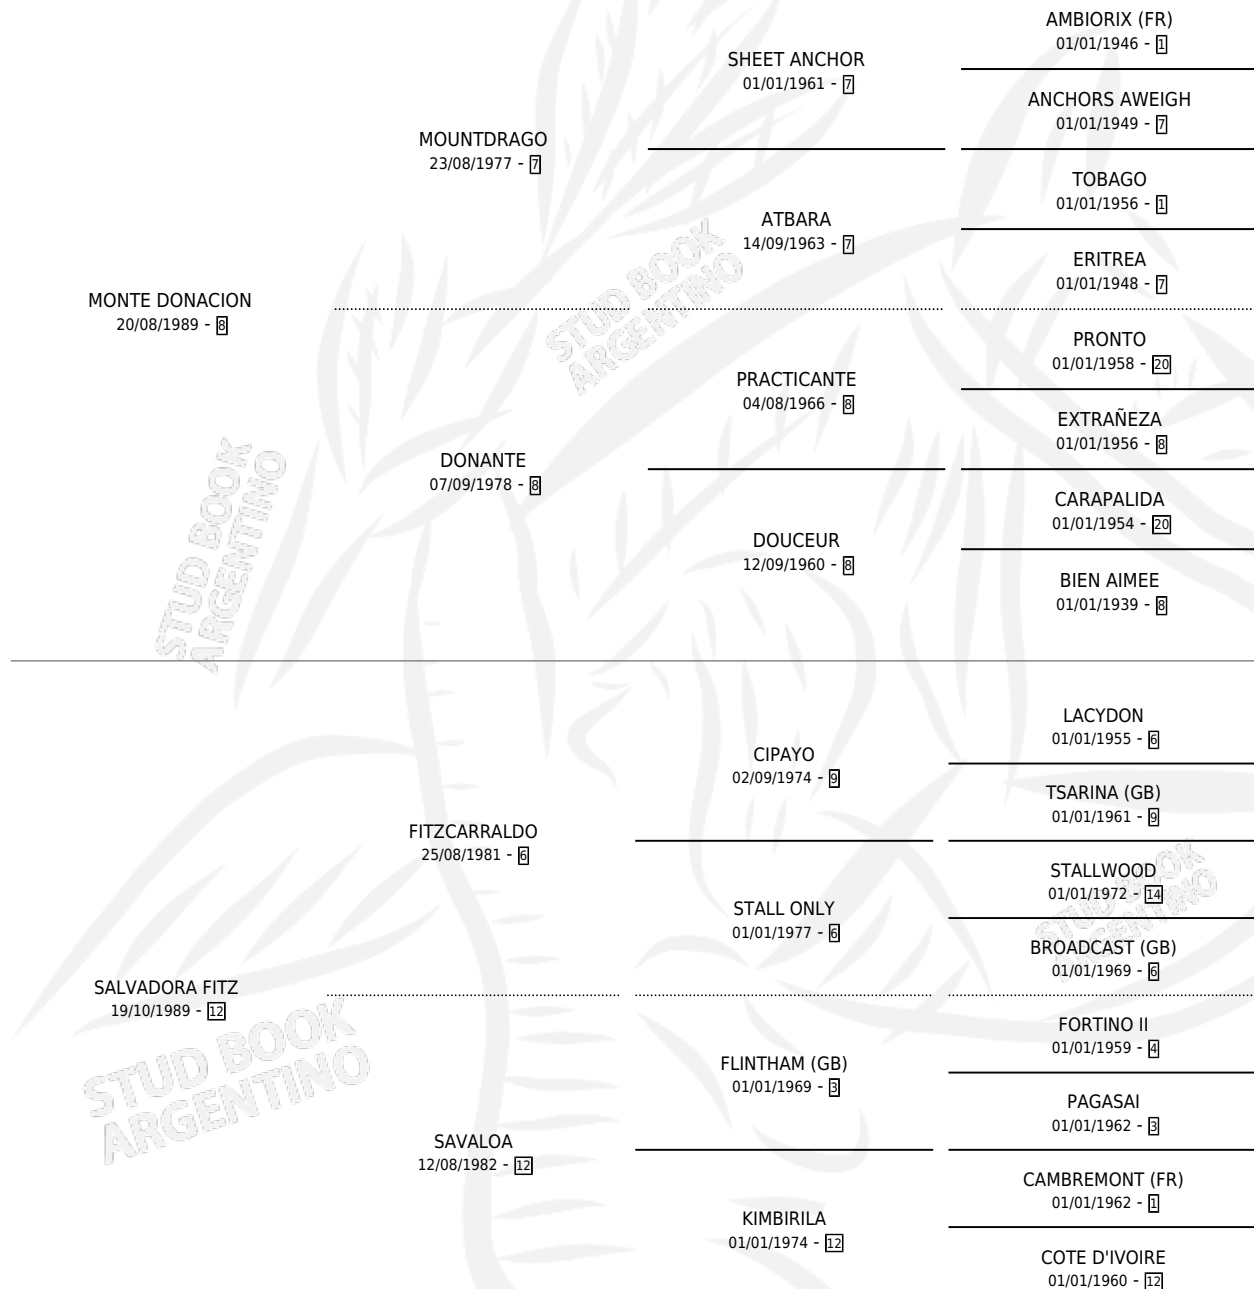 AMBIORIX (FR)
01/01/1946 - 1
SHEET ANCHOR
01/01/1961 - 7
ANCHORS AWEIGH
01/01/1949 - 7
MOUNTDRAGO
23/08/1977 - 7
TOBAGO
01/01/1956 - 1
ATBARA
14/09/1963 - 7
ERITREA
01/01/1948 - 7
MONTE DONACION
20/08/1989 - 8
PRONTO
01/01/1958 - 20
PRACTICANTE
04/08/1966 - 8
EXTRAÑEZA
01/01/1956 - 8
DONANTE
07/09/1978 - 8
CARAPALIDA
01/01/1954 - 20
DOUCEUR
12/09/1960 - 8
BIEN AIMEE
01/01/1939 - 8
LACYDON
01/01/1955 - 6
CIPAYO
02/09/1974 - 9
TSARINA (GB)
01/01/1961 - 9
FITZCARRALDO
25/08/1981 - 6
STALLWOOD
01/01/1972 - 14
STALL ONLY
01/01/1977 - 6
BROADCAST (GB)
01/01/1969 - 6
SALVADORA FITZ
19/10/1989 - 12
FORTINO II
01/01/1959 - 4
FLINTHAM (GB)
01/01/1969 - 3
PAGASAI
01/01/1962 - 3
SAVALOA
12/08/1982 - 12
CAMBREMONT (FR)
01/01/1962 - 1
KIMBIRILA
01/01/1974 - 12
COTE D'IVOIRE
01/01/1960 - 12
STUD BOOK
ARGENTINO
STUD BOOK
ARGENTINO
STUD BOOK
ARGENTINO
STUD BOOK
ARGENTINO